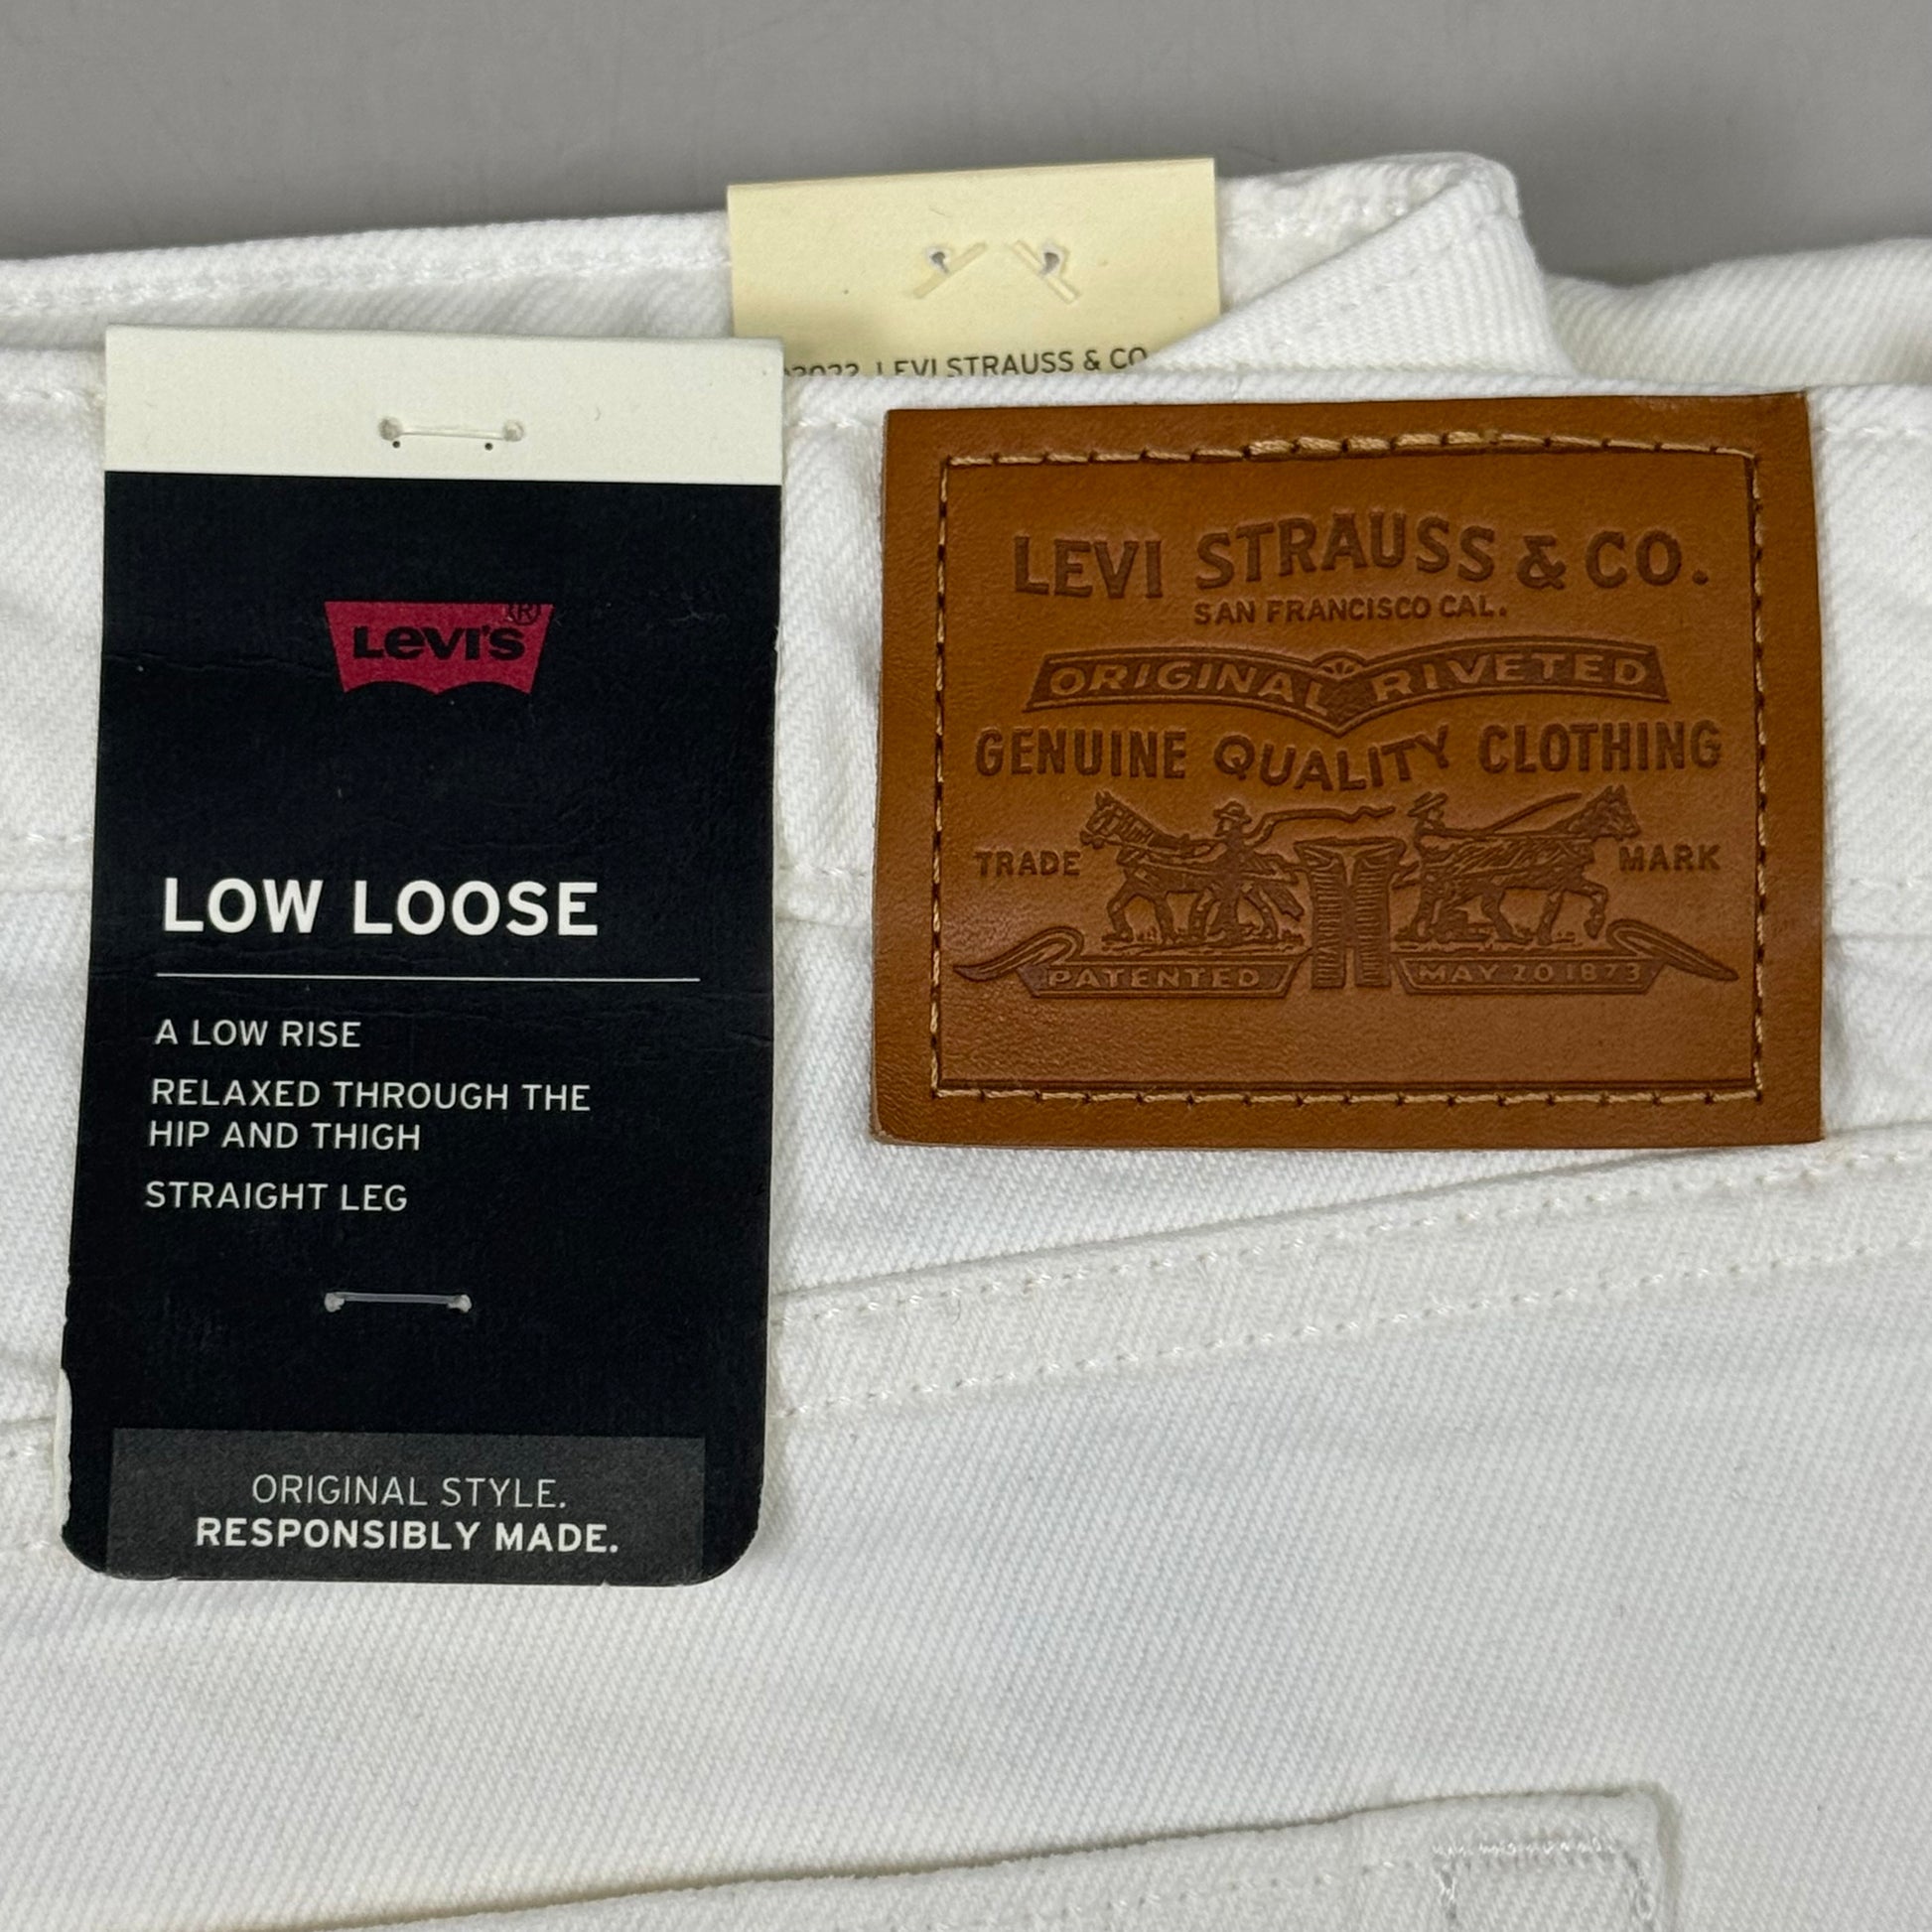 LEVI STRAUSS & CO
Levi's®
LOW LOOSE
A LOW RISE
RELAXED THROUGH THE
HIP AND THIGH
STRAIGHT LEG
ORIGINAL STYLE.
RESPONSIBLY MADE.
LEVI STRAUSS & CO.
SAN FRANCISCO CAL.
ORIGINAL RIVETED
GENUINE QUALITY CLOTHING
TRADE MARK
PATENTED MAY 20 1873